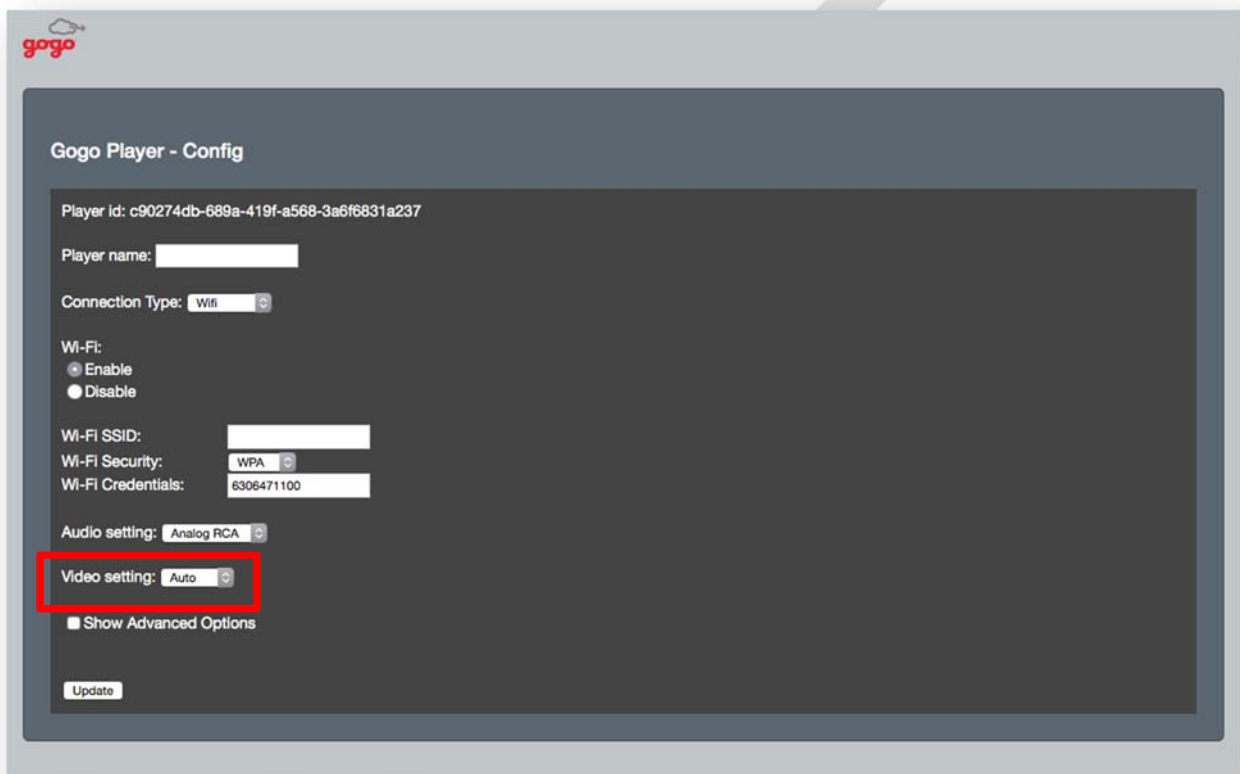 gogo
Gogo Player - Config
Player id: c90274db-689a-419f-a568-3a6f6831a237
Player name:
Connection Type: Wifi
Wi-Fi:
Enable
Disable
Wi-Fi SSID:
Wi-Fi Security: WPA
Wi-Fi Credentials: 6306471100
Audio setting: Analog RCA
Video setting: Auto
Show Advanced Options
Update